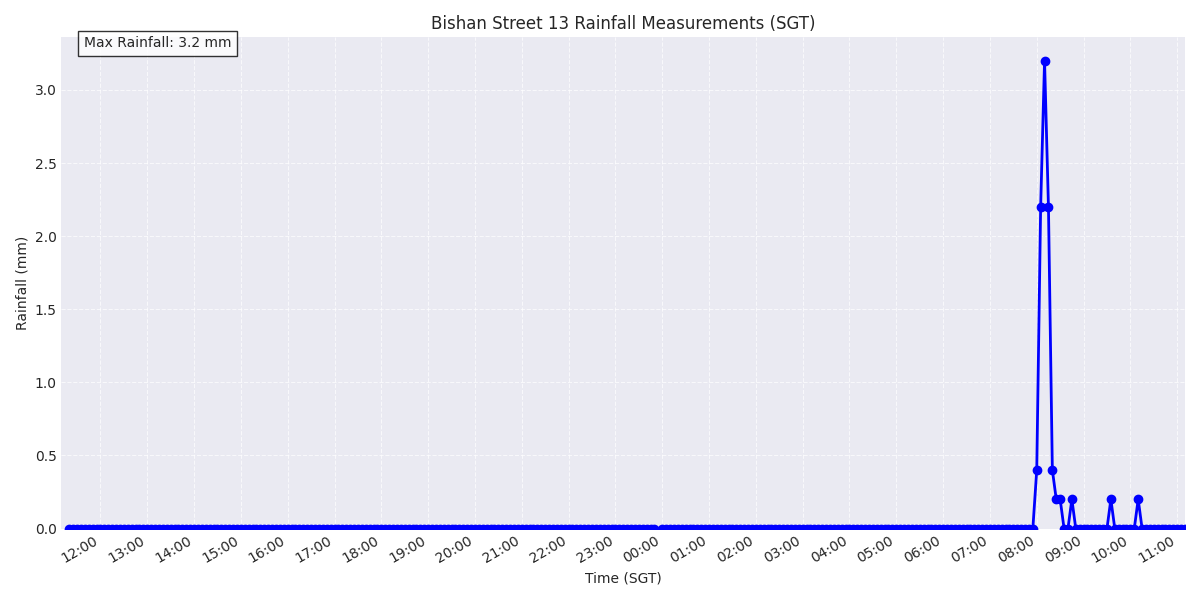 Bishan Street 13 Rainfall Measurements (SGT)
Max Rainfall: 3.2 mm
3.0
2.5
2.0
1.5
1.0
0.5
0.0
Rainfall (mm)
12:00 13:00 14:00 15:00 16:00 17:00 18:00 19:00 20:00 21:00 22:00 23:00 00:00 01:00 02:00 03:00 04:00 05:00 06:00 07:00 08:00 09:00 10:00 11:00
Time (SGT)